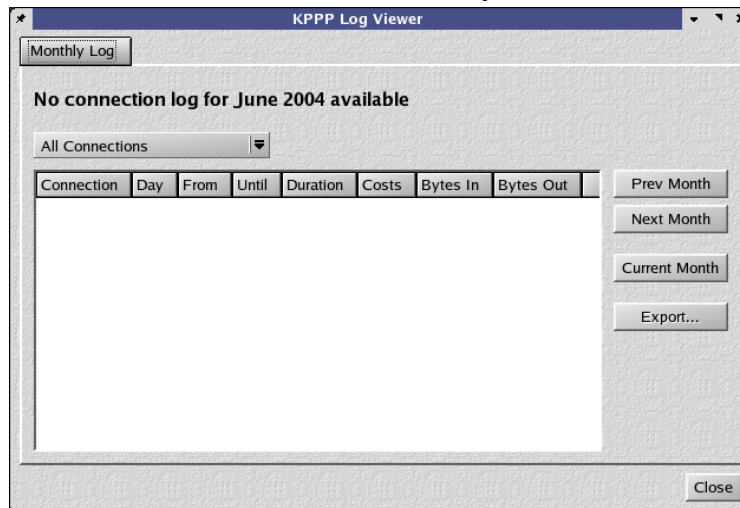 KPPP Log Viewer
Monthly Log
No connection log for June 2004 available
All Connections
Connection Day From Until Duration Costs Bytes In Bytes Out
Prev Month
Next Month
Current Month
Export...
Close